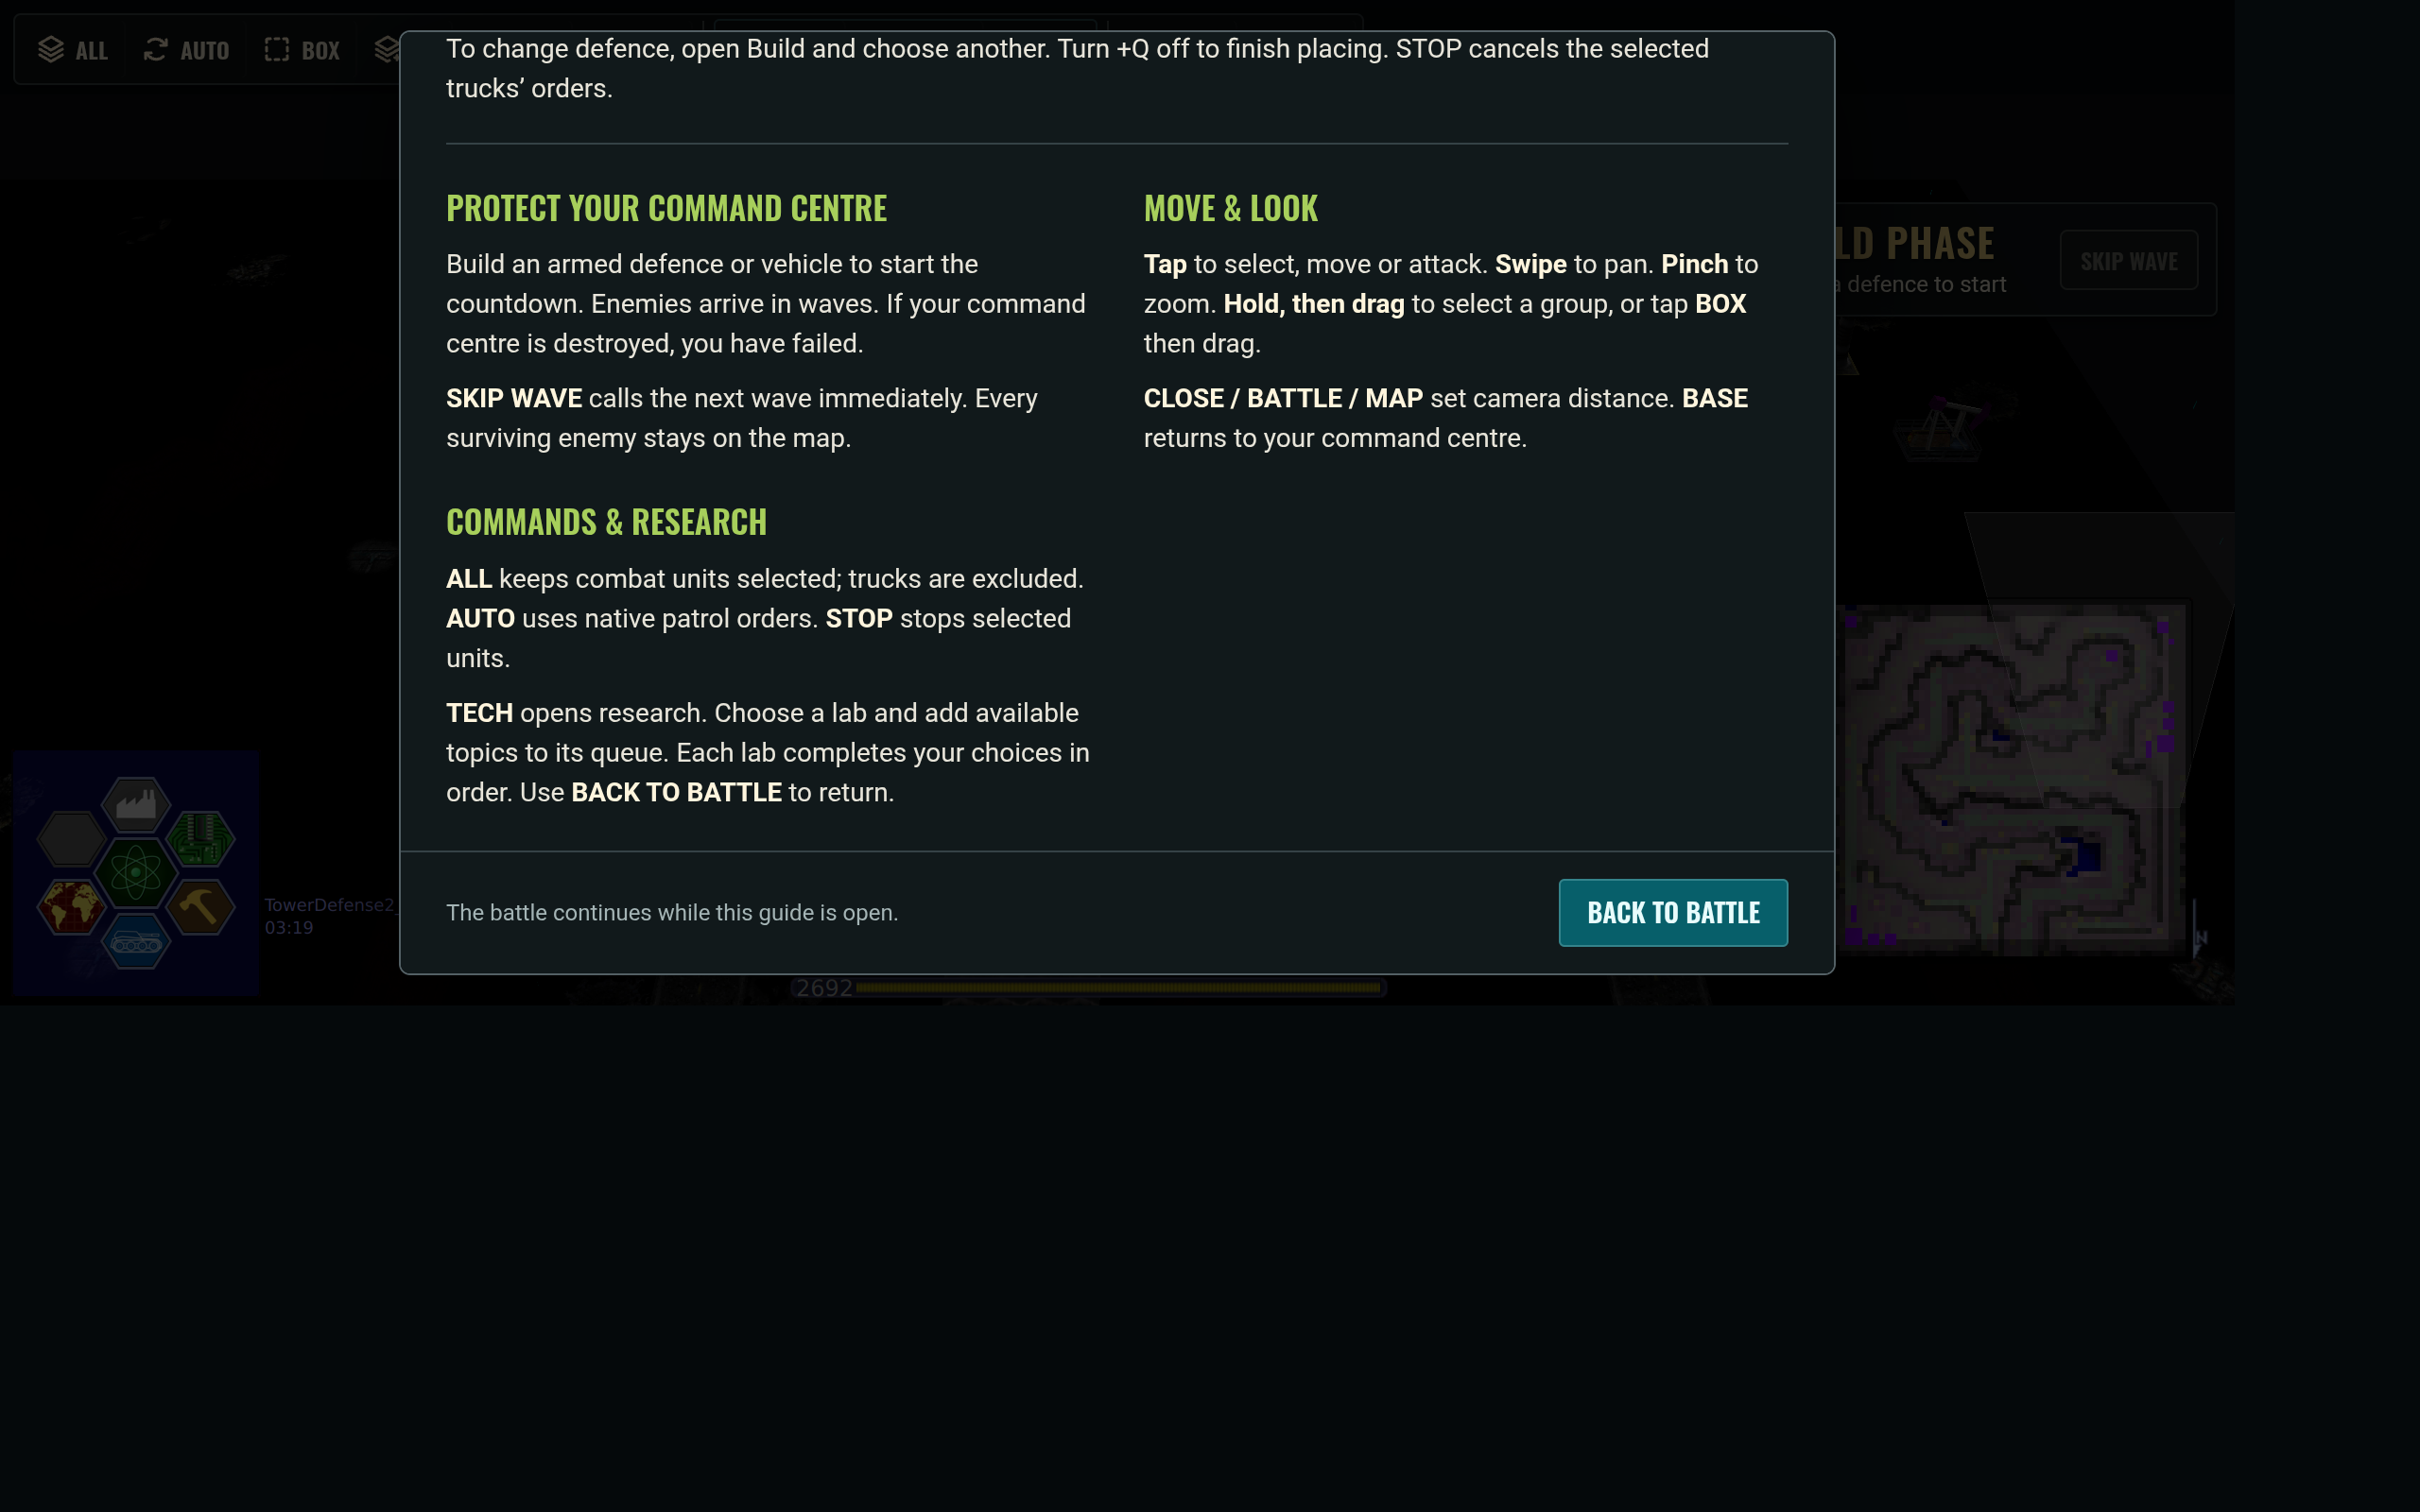 ALL
AUTO
BOX
To change defence, open Build and choose another. Turn +Q off to finish placing. STOP cancels the selected
trucks’ orders.
PROTECT YOUR COMMAND CENTRE
Build an armed defence or vehicle to start the
countdown. Enemies arrive in waves. If your command
centre is destroyed, you have failed.
SKIP WAVE calls the next wave immediately. Every
surviving enemy stays on the map.
COMMANDS & RESEARCH
ALL keeps combat units selected; trucks are excluded.
AUTO uses native patrol orders. STOP stops selected
units.
TECH opens research. Choose a lab and add available
topics to its queue. Each lab completes your choices in
order. Use BACK TO BATTLE to return.
MOVE & LOOK
Tap to select, move or attack. Swipe to pan. Pinch to
zoom. Hold, then drag to select a group, or tap BOX
then drag.
CLOSE / BATTLE / MAP set camera distance. BASE
returns to your command centre.
LD PHASE
a defence to start
SKIP WAVE
TowerDefense2_
03:19
N
The battle continues while this guide is open.
BACK TO BATTLE
2692